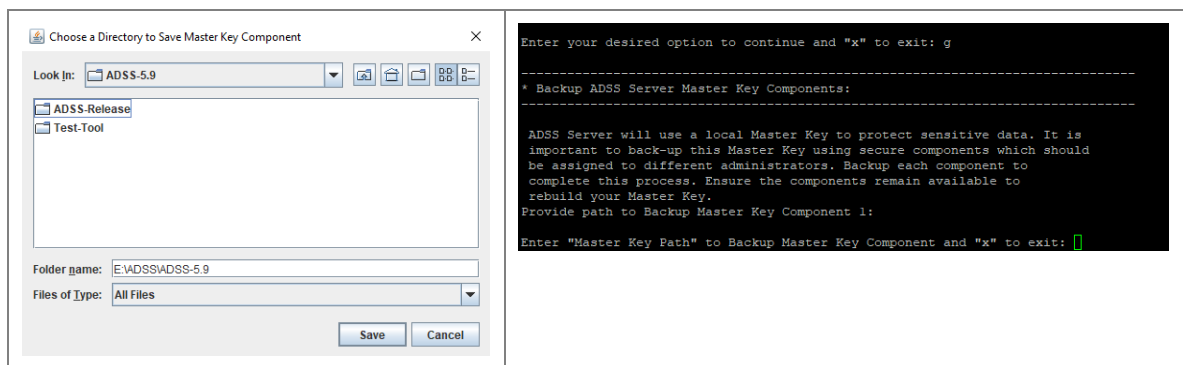 Choose a Directory to Save Master Key Component
Look In: ADSS-5.9
ADSS-Release
Test-Tool
Folder name: E:\ADSS\ADSS-5.9
Files of Type: All Files
Save Cancel
Enter your desired option to continue and "x" to exit: g
--------------------------------------------------------------------------------
* Backup ADSS Server Master Key Components:
--------------------------------------------------------------------------------
ADSS Server will use a local Master Key to protect sensitive data. It is
important to back-up this Master Key using secure components which should
be assigned to different administrators. Backup each component to
complete this process. Ensure the components remain available to
rebuild your Master Key.
Provide path to Backup Master Key Component 1:
Enter "Master Key Path" to Backup Master Key Component and "x" to exit: